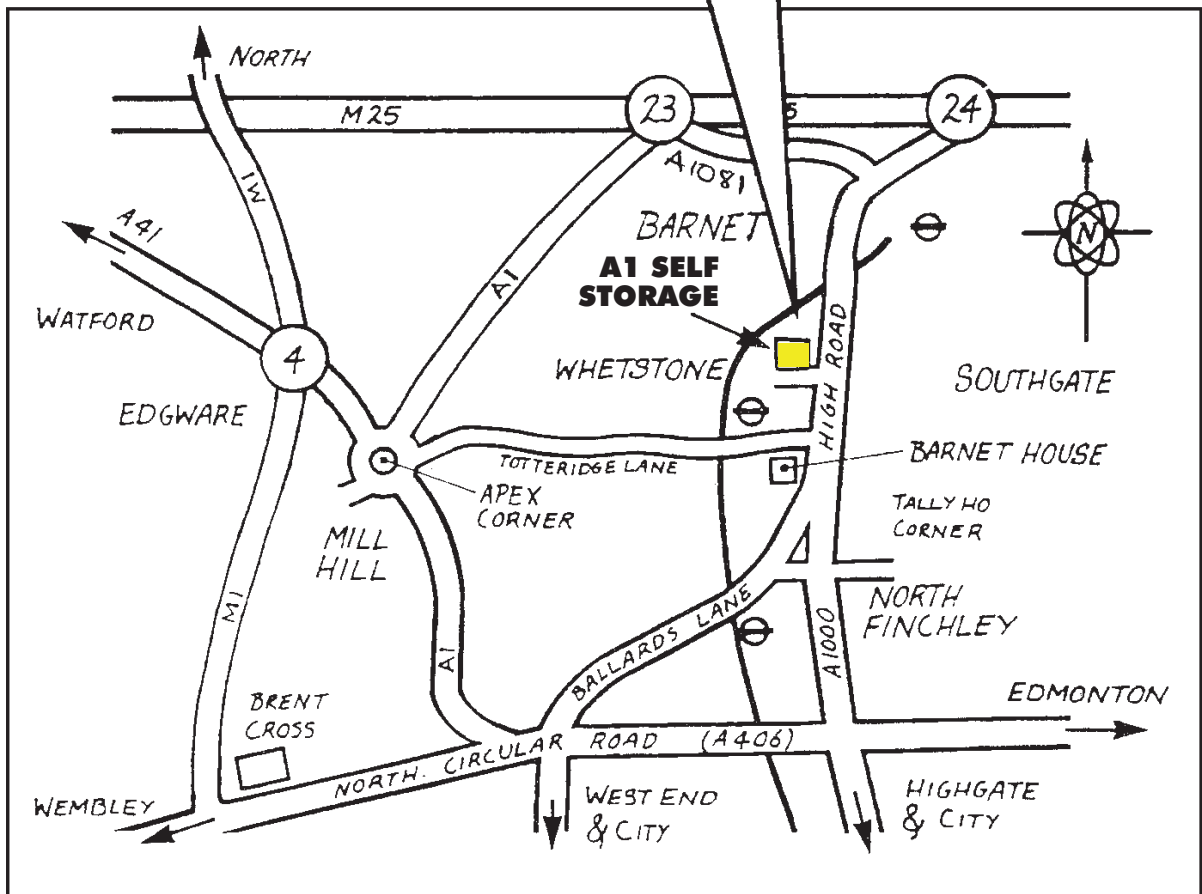 NORTH
M25
23
5
24
A1081
M1
A41
BARNET
N
A1
A1 SELF
STORAGE
WATFORD
4
WHETSTONE
HIGH ROAD
SOUTHGATE
EDGWARE
TOTTERIDGE LANE
BARNET HOUSE
APEX
CORNER
TALLY HO
CORNER
MILL
HILL
M1
BALLARDS LANE
NORTH
FINCHLEY
A1000
A1
BRENT
CROSS
EDMONTON
NORTH. CIRCULAR ROAD (A406)
WEMBLEY
WEST END
& CITY
HIGHGATE
& CITY